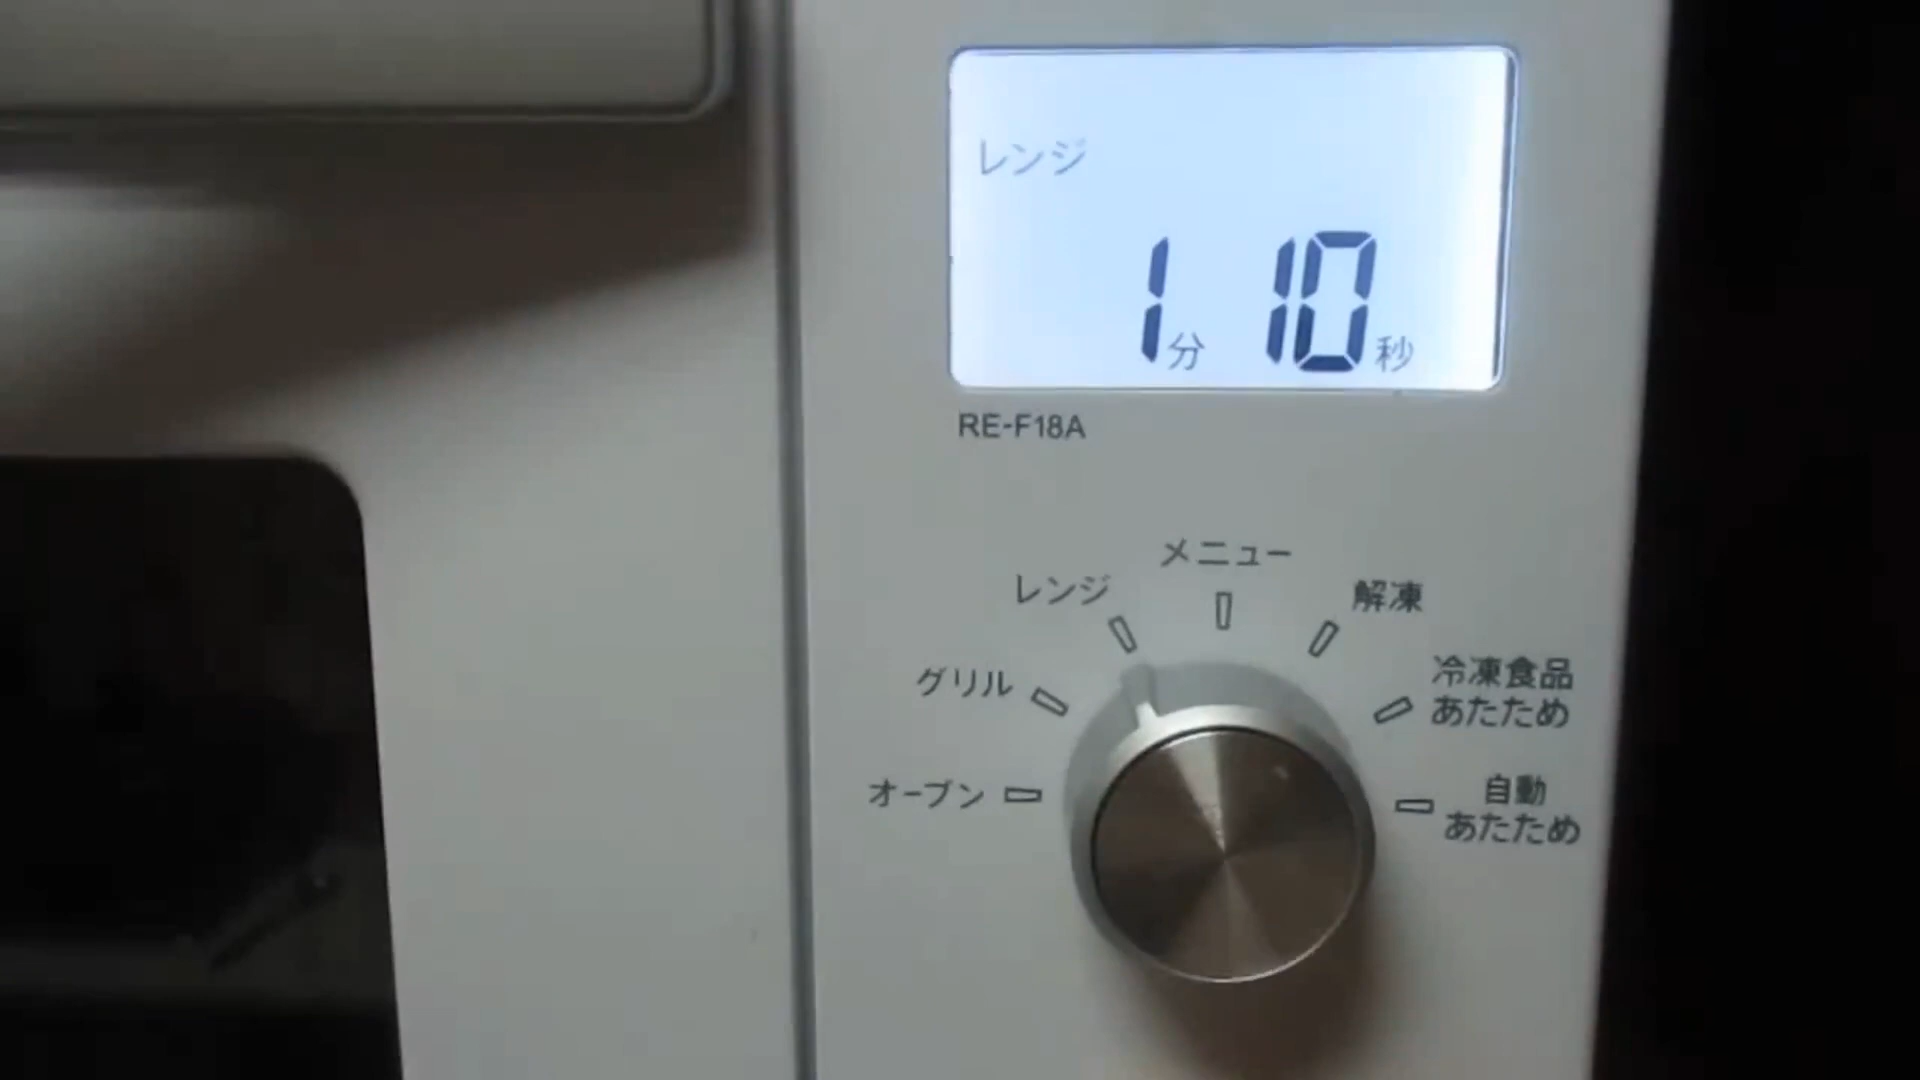 レンジ
1分 10秒
RE-F18A
メニュー
レンジ
解凍
グリル
冷凍食品
あたため
オーブン
自動
あたため